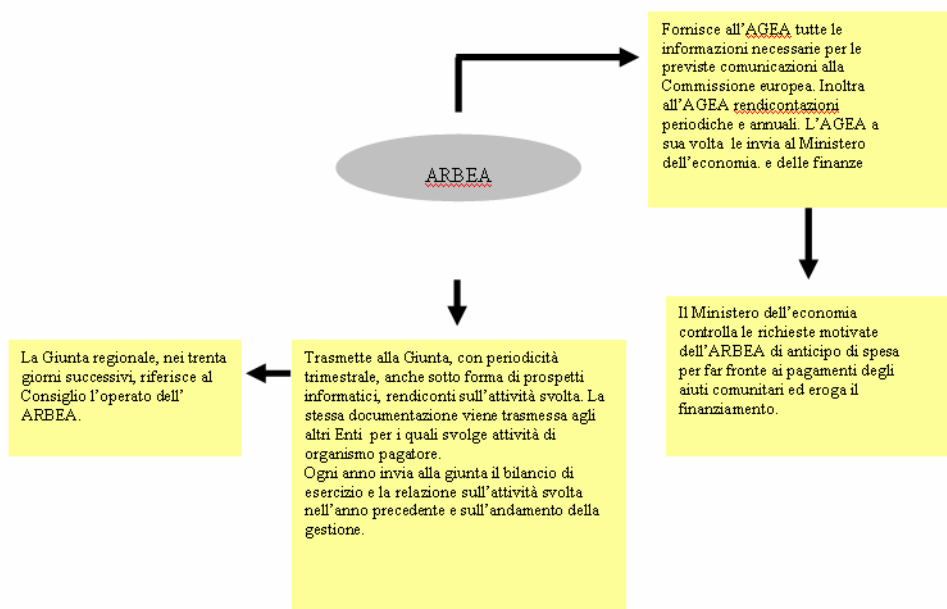 Fornisce all'AGEA tutte le
informazioni necessarie per le
previste comunicazioni alla
Commissione europea. Inoltra
all'AGEA rendicontazioni
periodiche e annuali. L'AGEA a
sua volta le invia al Ministero
dell'economia. e delle finanze
ARBEA
Il Ministero dell'economia
controlla le richieste motivate
dell'ARBEA di anticipo di spesa
per far fronte ai pagamenti degli
aiuti comunitari ed eroga il
finanziamento.
La Giunta regionale, nei trenta
giorni successivi, riferisce al
Consiglio l'operato dell'
ARBEA.
Trasmette alla Giunta, con periodicità
trimestrale, anche sotto forma di prospetti
informatici, rendiconti sull'attività svolta. La
stessa documentazione viene trasmessa agli
altri Enti per i quali svolge attività di
organismo pagatore.
Ogni anno invia alla giunta il bilancio di
esercizio e la relazione sull'attività svolta
nell'anno precedente e sull'andamento della
gestione.